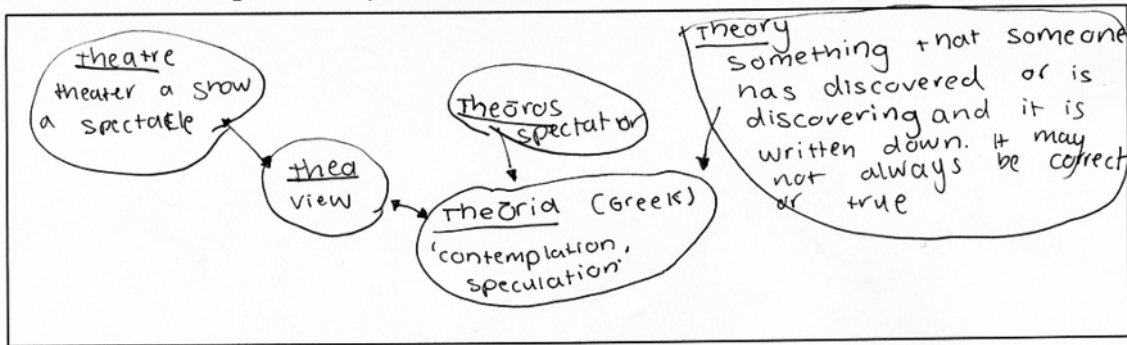 theatre
theater a show
a spectacle
thea
view
Theōros
spectator
Theōria (Greek)
'contemplation,
speculation'
Theory
something that someone
has discovered or is
discovering and it is
written down. It may
not always be correct
or true